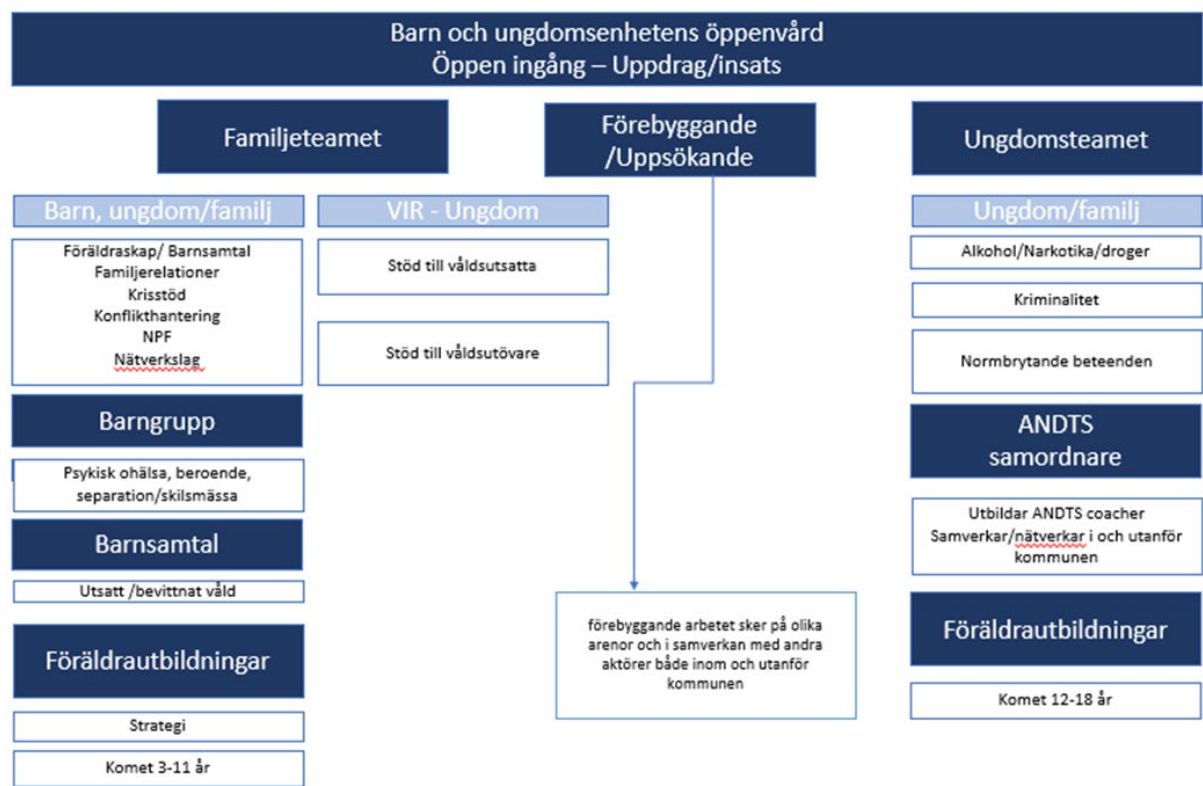 Barn och ungdomsenhetens öppenvård
Öppen ingång – Uppdrag/insats
Familjeteamet
Barn, ungdom/familj
Föräldraskap/ Barnsamtal
Familjerelationer
Krisstöd
Konflikthantering
NPF
Nätverkslag
Barngrupp
Psykisk ohälsa, beroende,
separation/skilsmässa
Barnsamtal
Utsatt /bevittnat våld
Föräldrautbildningar
Strategi
Komet 3-11 år
VIR - Ungdom
Stöd till våldsutsatta
Stöd till våldsutövare
Förebyggande
/Uppsökande
förebyggande arbetet sker på olika
arenor och i samverkan med andra
aktörer både inom och utanför
kommunen
Ungdomsteamet
Ungdom/familj
Alkohol/Narkotika/droger
Kriminalitet
Normbrytande beteenden
ANDTS
samordnare
Utbildar ANDTS coacher
Samverkar/nätverkar i och utanför
kommunen
Föräldrautbildningar
Komet 12-18 år